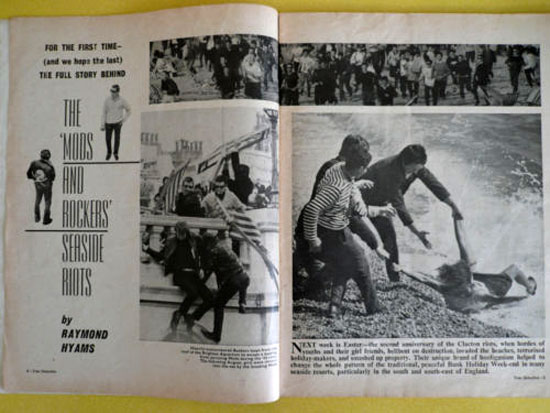 FOR THE FIRST TIME—
(and we hope the last)
THE FULL STORY BEHIND
THE
'MODS
AND
ROCKERS'
SEASIDE
RIOTS
by
RAYMOND
HYAMS
NEXT week is Easter—the second anniversary of the Clacton riots, when hordes of
youths and their girl friends, hellbent on destruction, invaded the beaches, terrorised
holiday-makers, and smashed up property. Their unique brand of hooliganism helped to
change the whole pattern of the traditional, peaceful Bank Holiday Week-end in many
seaside resorts, particularly in the south and south-east of England.